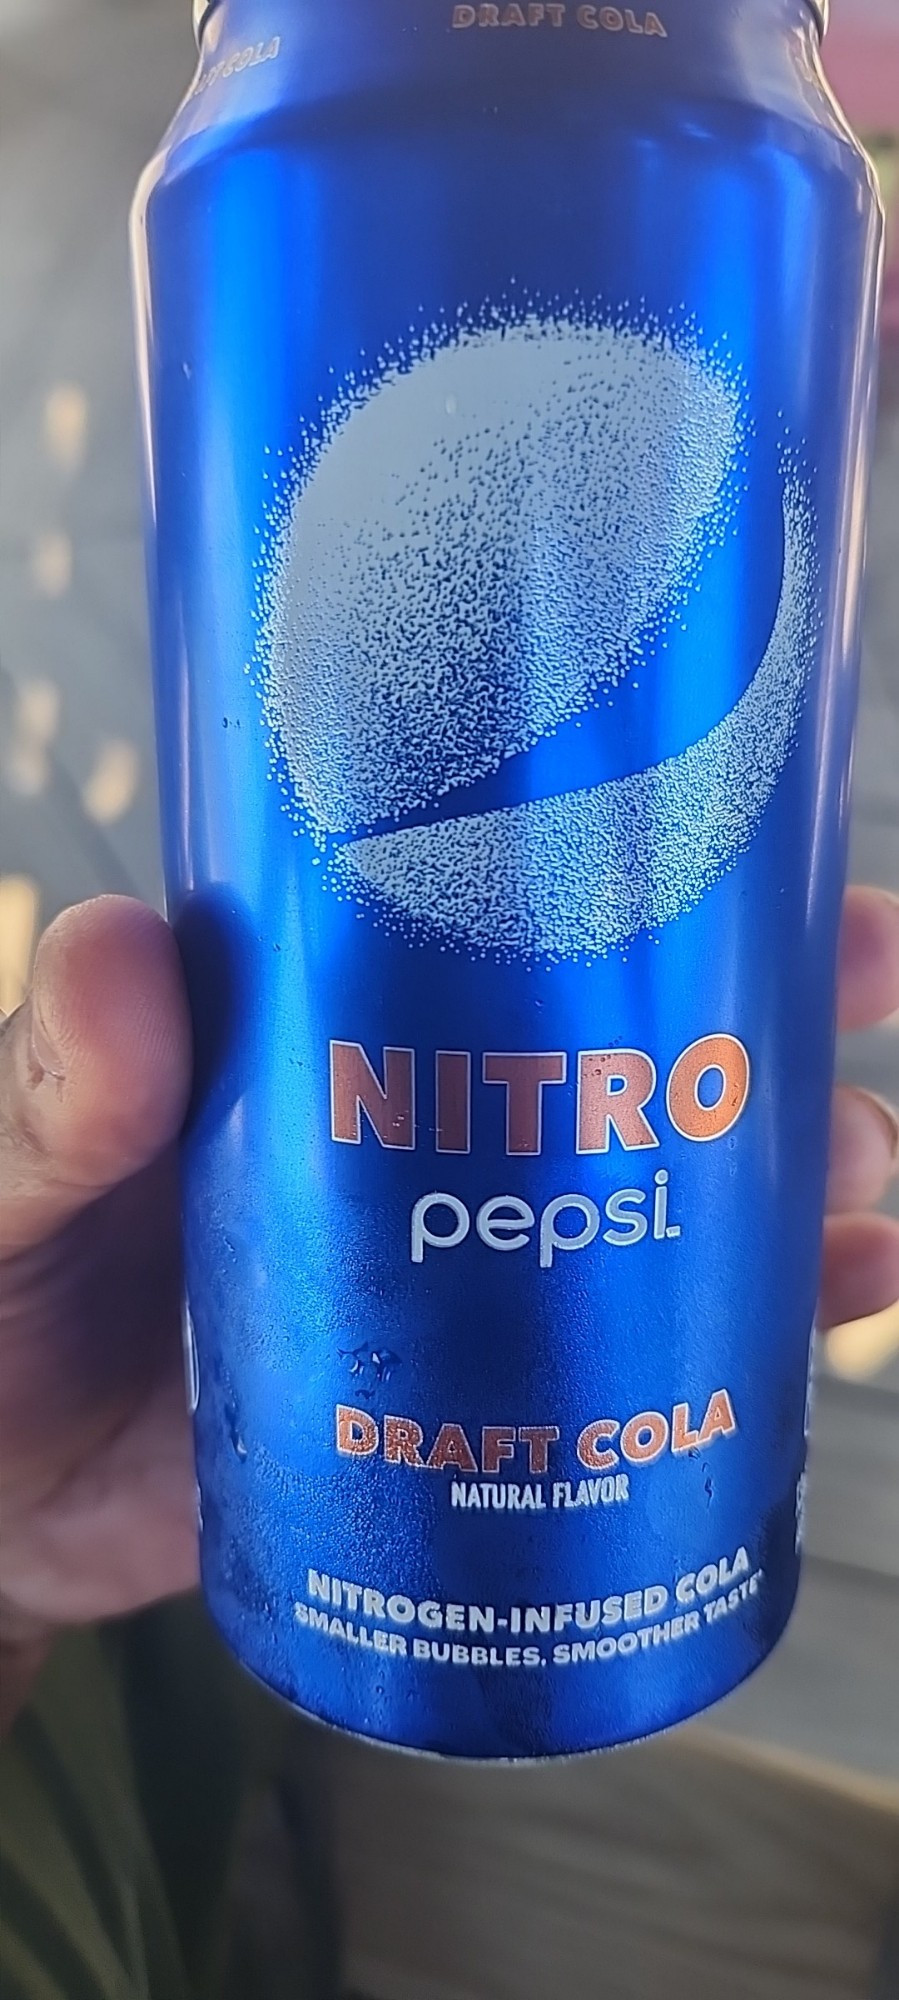 DRAFT COLA
NITRO
pepsi.
DRAFT COLA
NATURAL FLAVOR
NITROGEN-INFUSED COLA
SMALLER BUBBLES, SMOOTHER TASTE